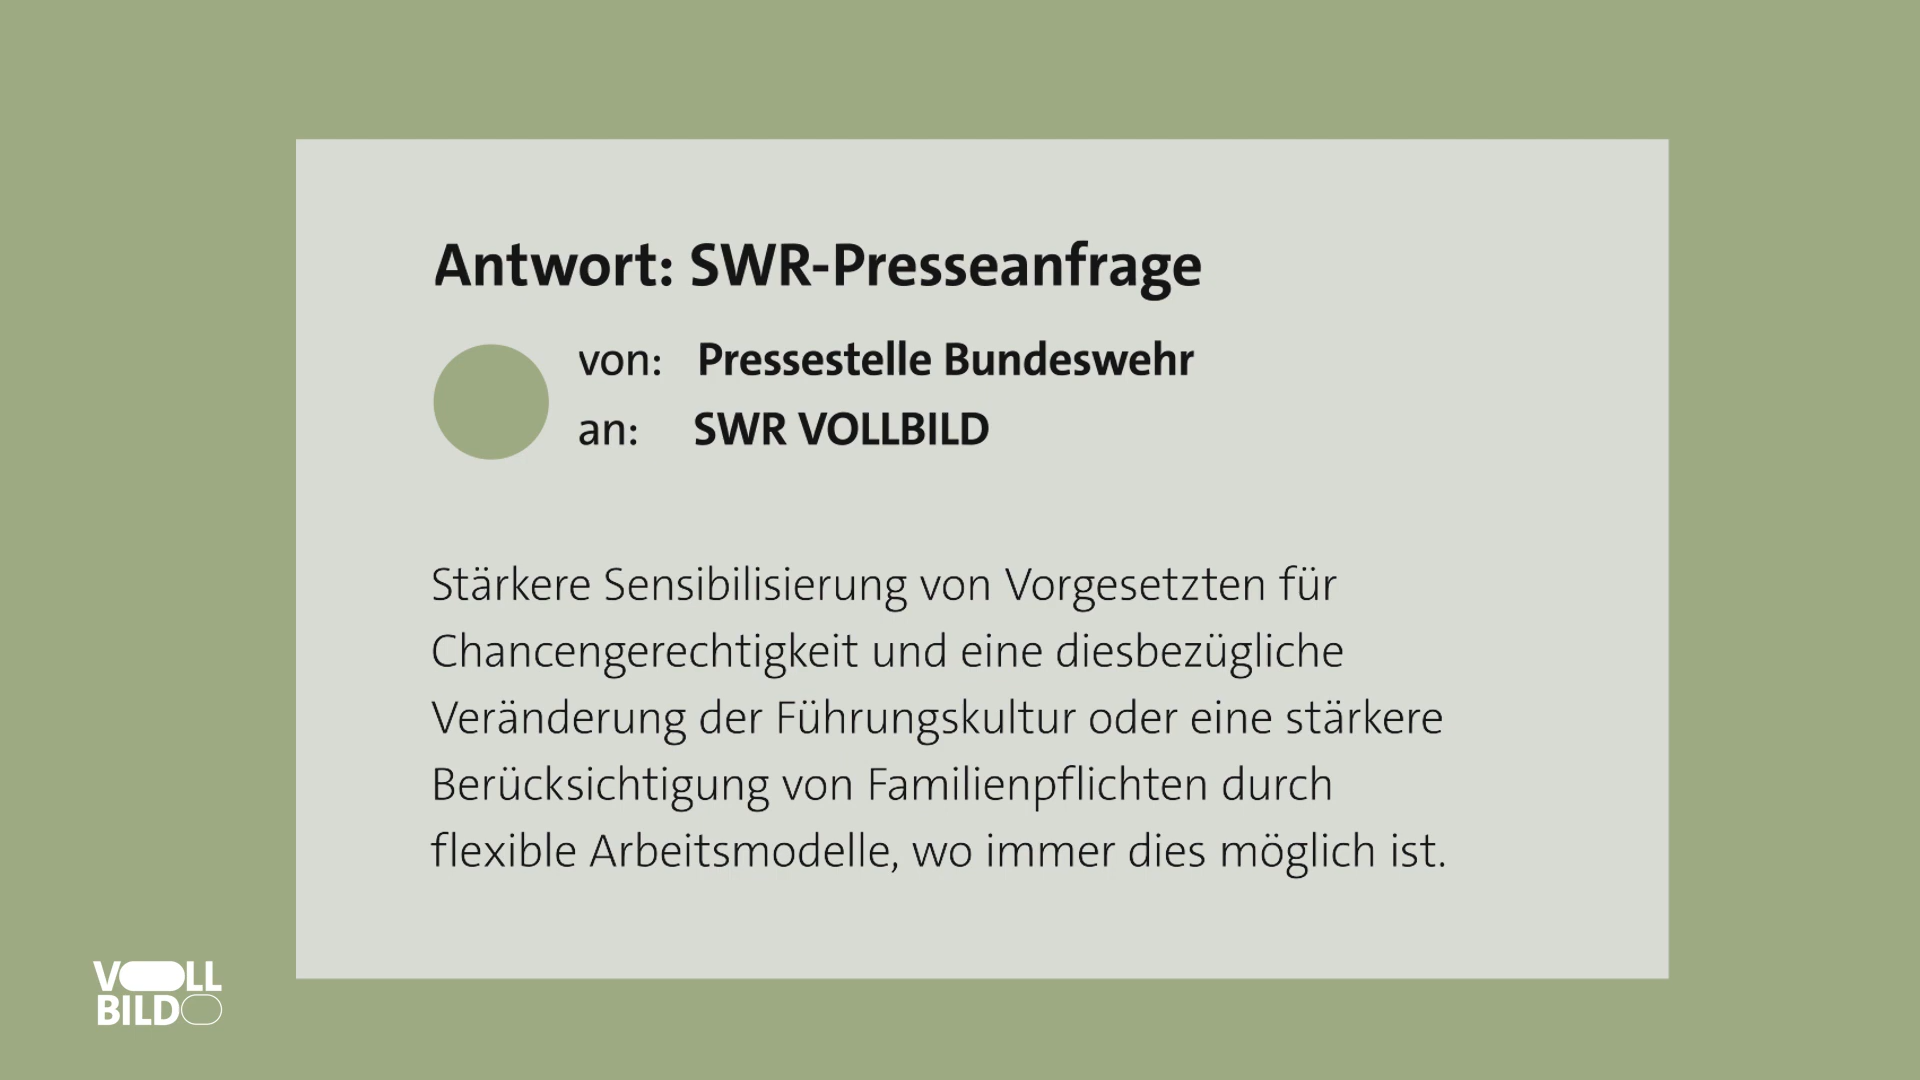 Antwort: SWR-Presseanfrage
von: Pressestelle Bundeswehr
an: SWR VOLLBILD
Stärkere Sensibilisierung von Vorgesetzten für
Chancengerechtigkeit und eine diesbezügliche
Veränderung der Führungskultur oder eine stärkere
Berücksichtigung von Familienpflichten durch
flexible Arbeitsmodelle, wo immer dies möglich ist.
VOLL
BILD